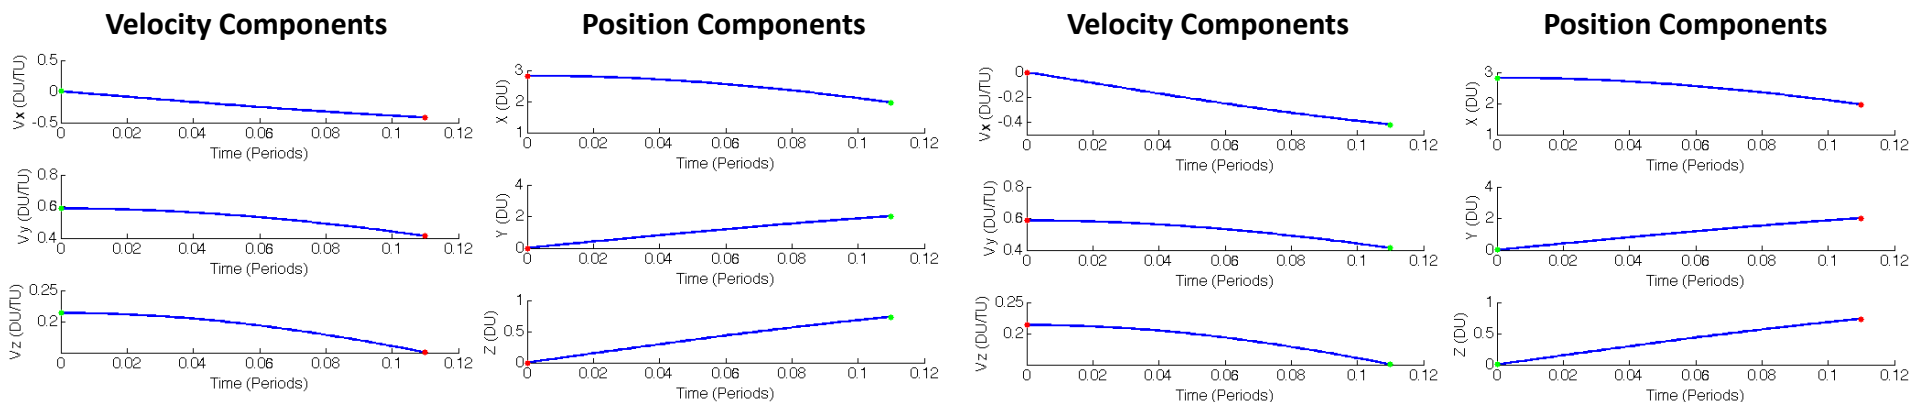 Velocity Components
Position Components
Velocity Components
Position Components
Vx (DU/TU)
0.5
0
-0.5
0 0.02 0.04 0.06 0.08 0.1 0.12
Time (Periods)
Vy (DU/TU)
0.8
0.6
0.4
0 0.02 0.04 0.06 0.08 0.1 0.12
Time (Periods)
Vz (DU/TU)
0.25
0.2
0 0.02 0.04 0.06 0.08 0.1 0.12
Time (Periods)
X (DU)
3
2
1
0 0.02 0.04 0.06 0.08 0.1 0.12
Time (Periods)
Y (DU)
4
2
0
0 0.02 0.04 0.06 0.08 0.1 0.12
Time (Periods)
Z (DU)
1
0.5
0
0 0.02 0.04 0.06 0.08 0.1 0.12
Time (Periods)
Vx (DU/TU)
0
-0.2
-0.4
0 0.02 0.04 0.06 0.08 0.1 0.12
Time (Periods)
Vy (DU/TU)
0.8
0.6
0.4
0 0.02 0.04 0.06 0.08 0.1 0.12
Time (Periods)
Vz (DU/TU)
0.25
0.2
0 0.02 0.04 0.06 0.08 0.1 0.12
Time (Periods)
X (DU)
3
2
1
0 0.02 0.04 0.06 0.08 0.1 0.12
Time (Periods)
Y (DU)
4
2
0
0 0.02 0.04 0.06 0.08 0.1 0.12
Time (Periods)
Z (DU)
1
0.5
0
0 0.02 0.04 0.06 0.08 0.1 0.12
Time (Periods)